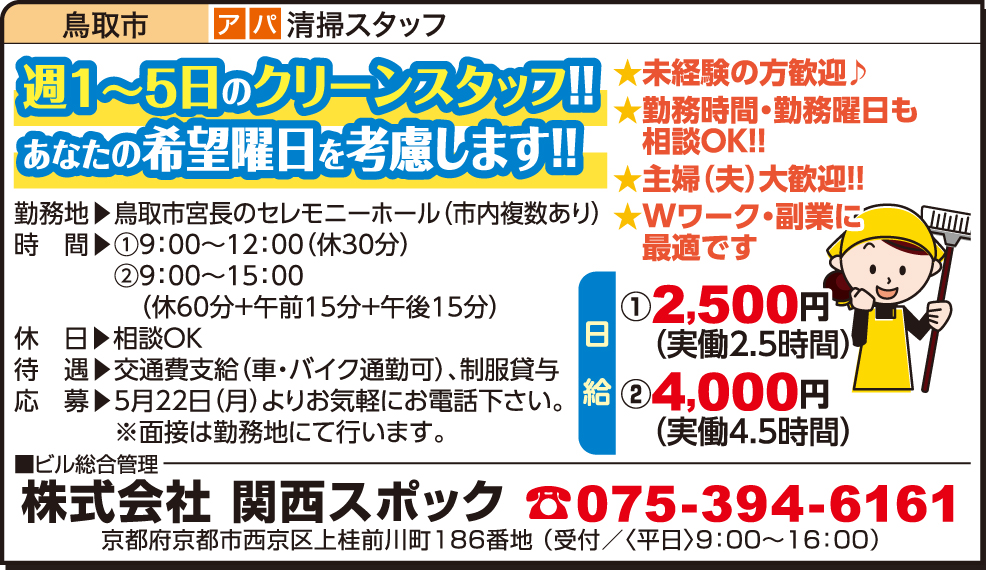 鳥取市
ア パ 清掃スタッフ
週1～5日のクリーンスタッフ!!
あなたの希望曜日を考慮します!!
★未経験の方歓迎♪
★勤務時間・勤務曜日も
相談OK!!
★主婦（夫）大歓迎!!
★Wワーク・副業に
最適です
勤務地▶鳥取市宮長のセレモニーホール（市内複数あり）
時　間▶①9：00～12：00（休30分）
②9：00～15：00
（休60分＋午前15分＋午後15分）
休　日▶相談OK
待　遇▶交通費支給（車・バイク通勤可）、制服貸与
応　募▶5月22日（月）よりお気軽にお電話下さい。
※面接は勤務地にて行います。
日給
①2,500円
（実働2.5時間）
②4,000円
（実働4.5時間）
■ビル総合管理
株式会社 関西スポック ☎075-394-6161
京都府京都市西京区上桂前川町186番地（受付／〈平日〉9：00～16：00）